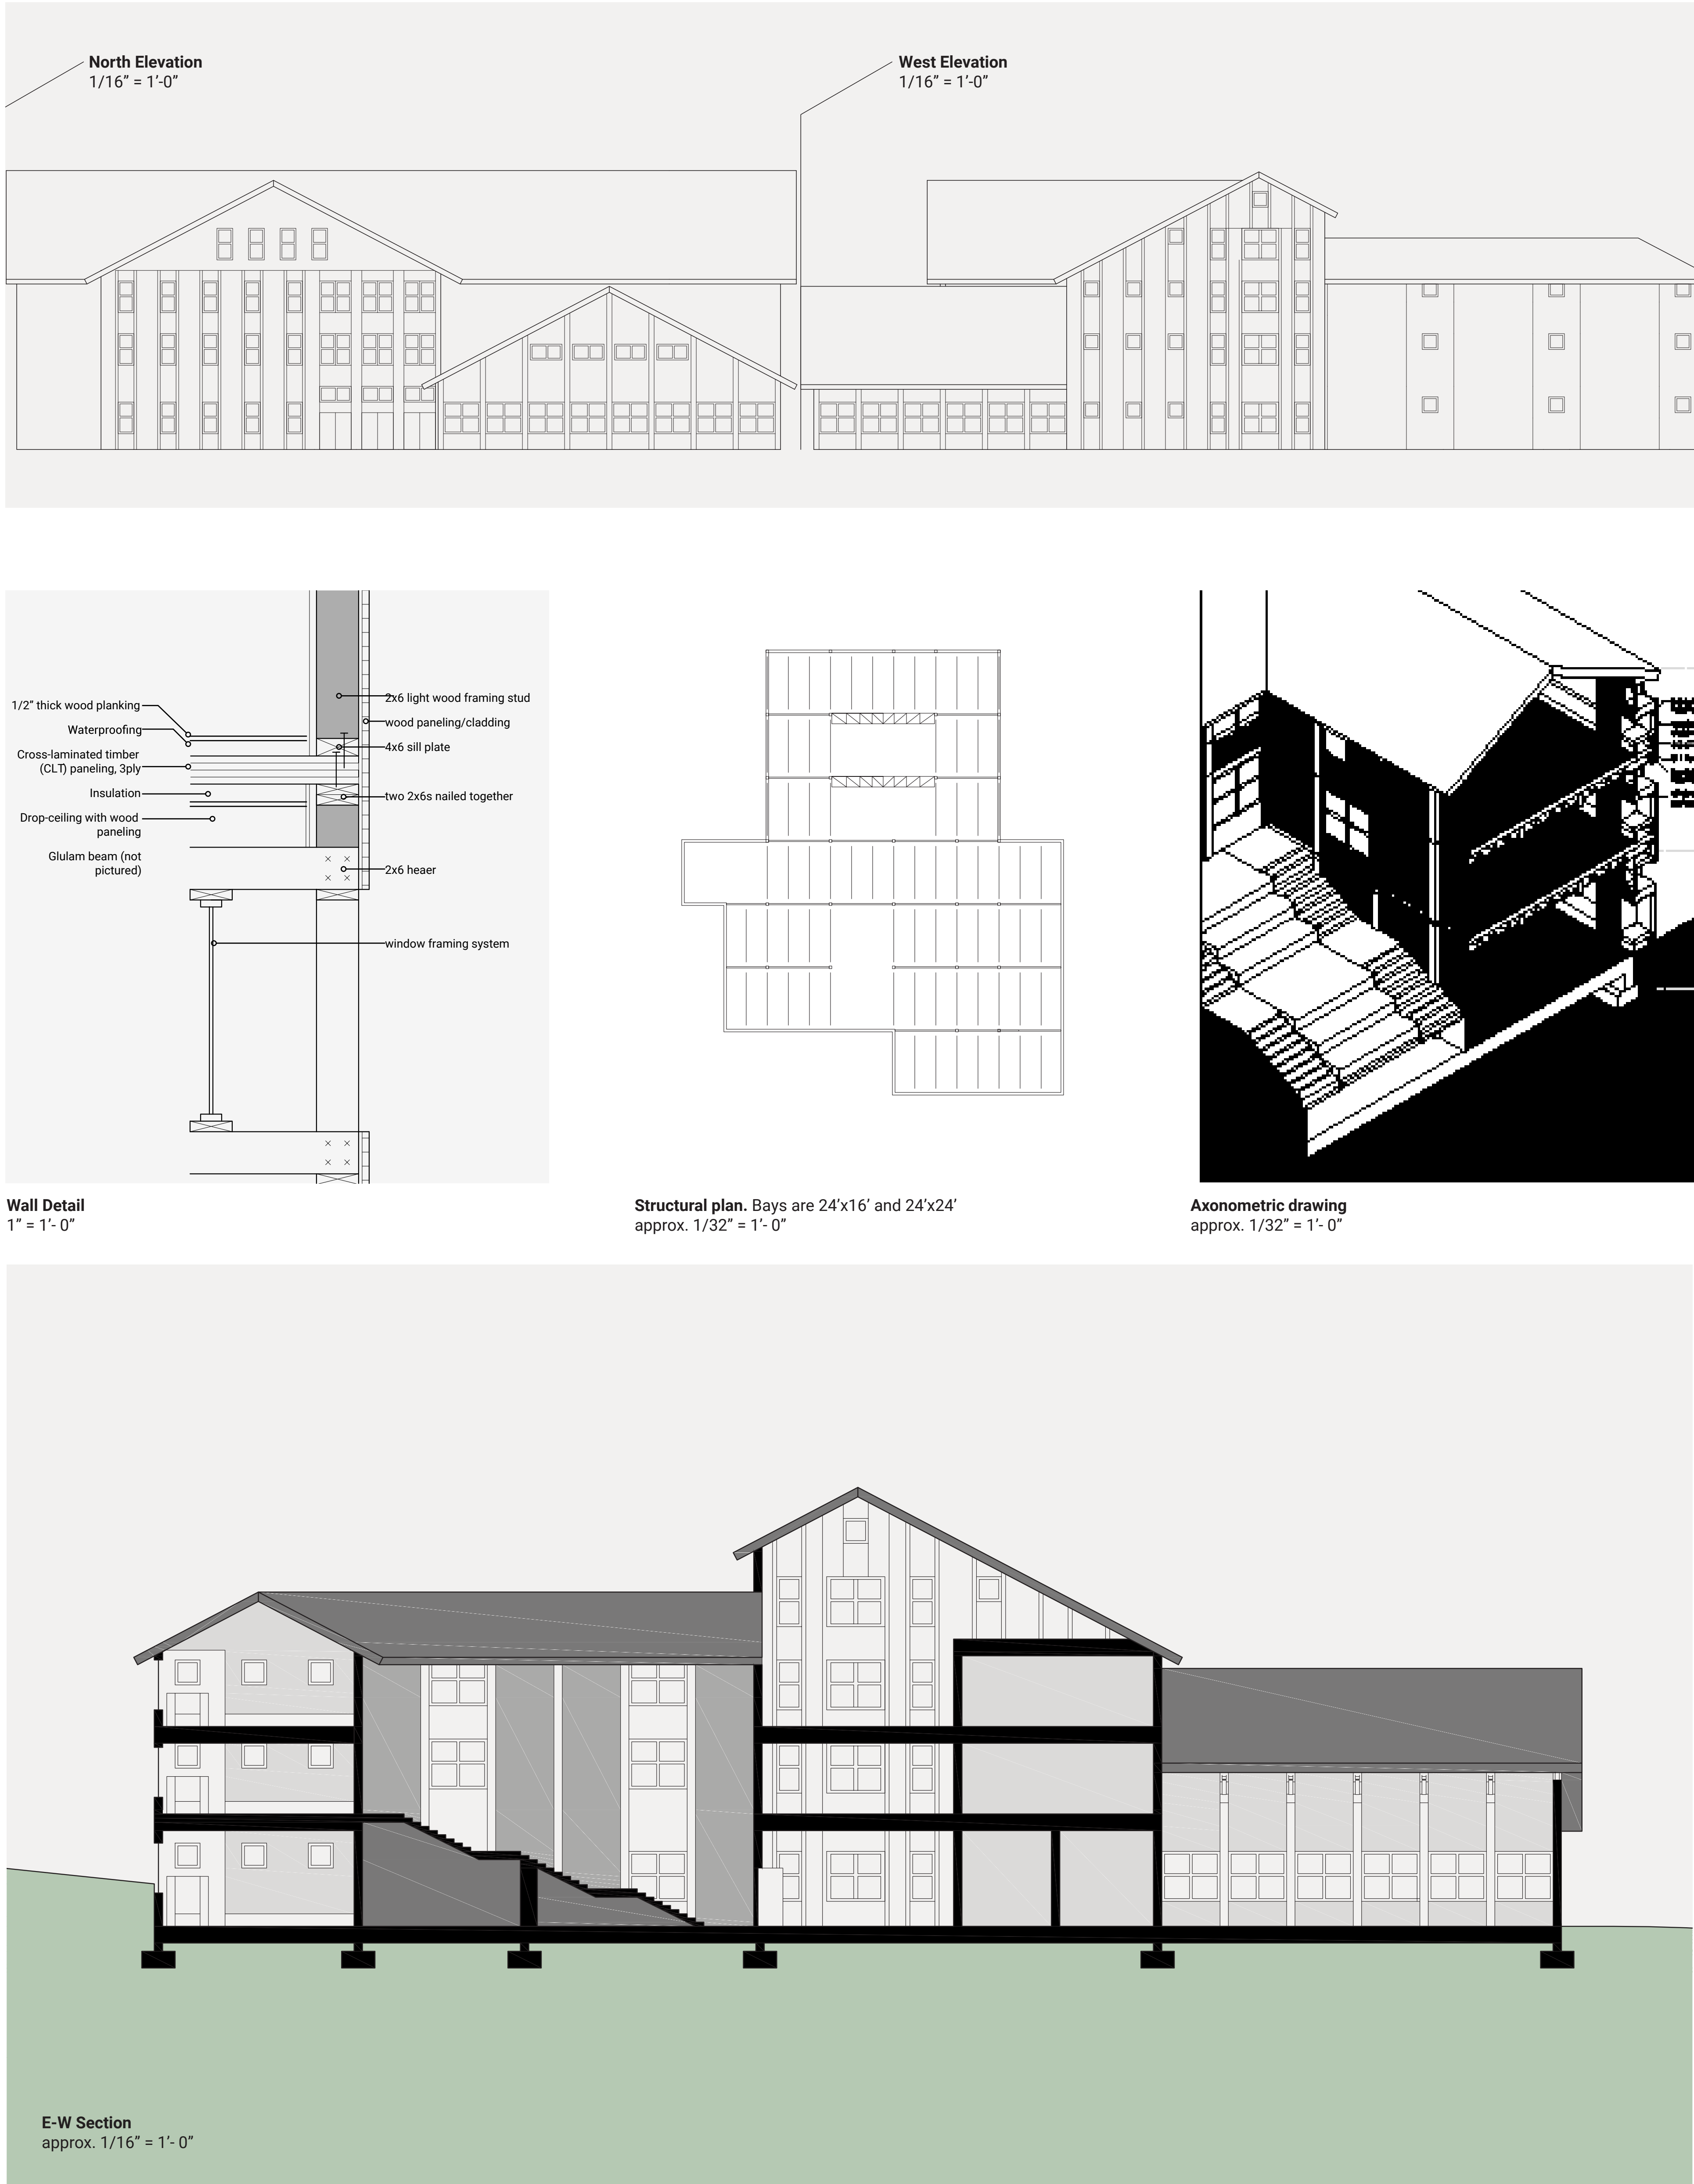 North Elevation
1/16” = 1’-0”
West Elevation
1/16” = 1’-0”
1/2” thick wood planking
Waterproofing
Cross-laminated timber
(CLT) paneling, 3ply
Insulation
Drop-ceiling with wood
paneling
Glulam beam (not
pictured)
2x6 light wood framing stud
wood paneling/cladding
4x6 sill plate
two 2x6s nailed together
2x6 heaer
window framing system
Wall Detail
1” = 1’- 0”
Structural plan. Bays are 24’x16’ and 24’x24’
approx. 1/32” = 1’- 0”
Axonometric drawing
approx. 1/32” = 1’- 0”
E-W Section
approx. 1/16” = 1’- 0”